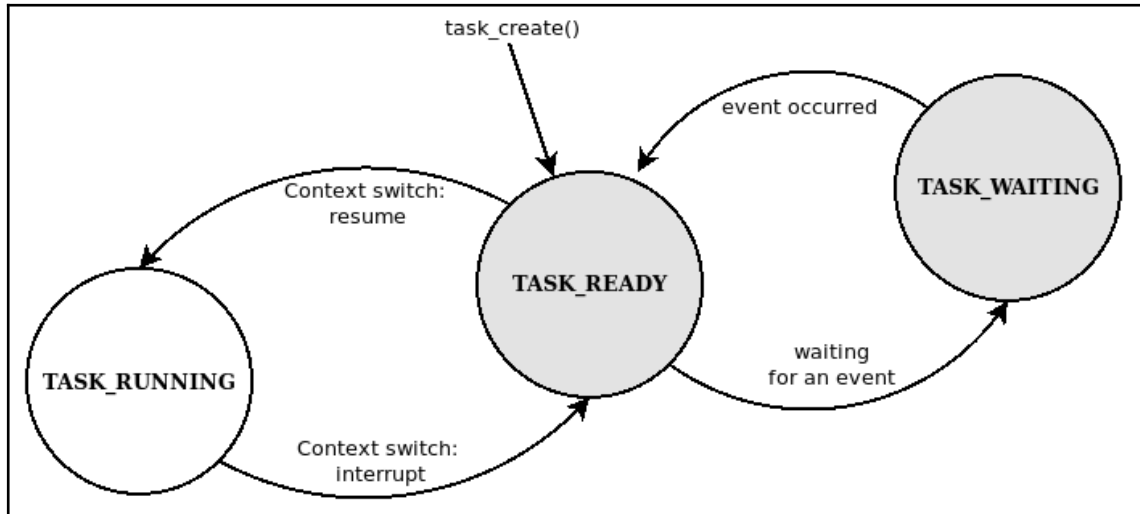 task_create()
event occurred
TASK_WAITING
Context switch:
resume
TASK_READY
waiting
for an event
TASK_RUNNING
Context switch:
interrupt